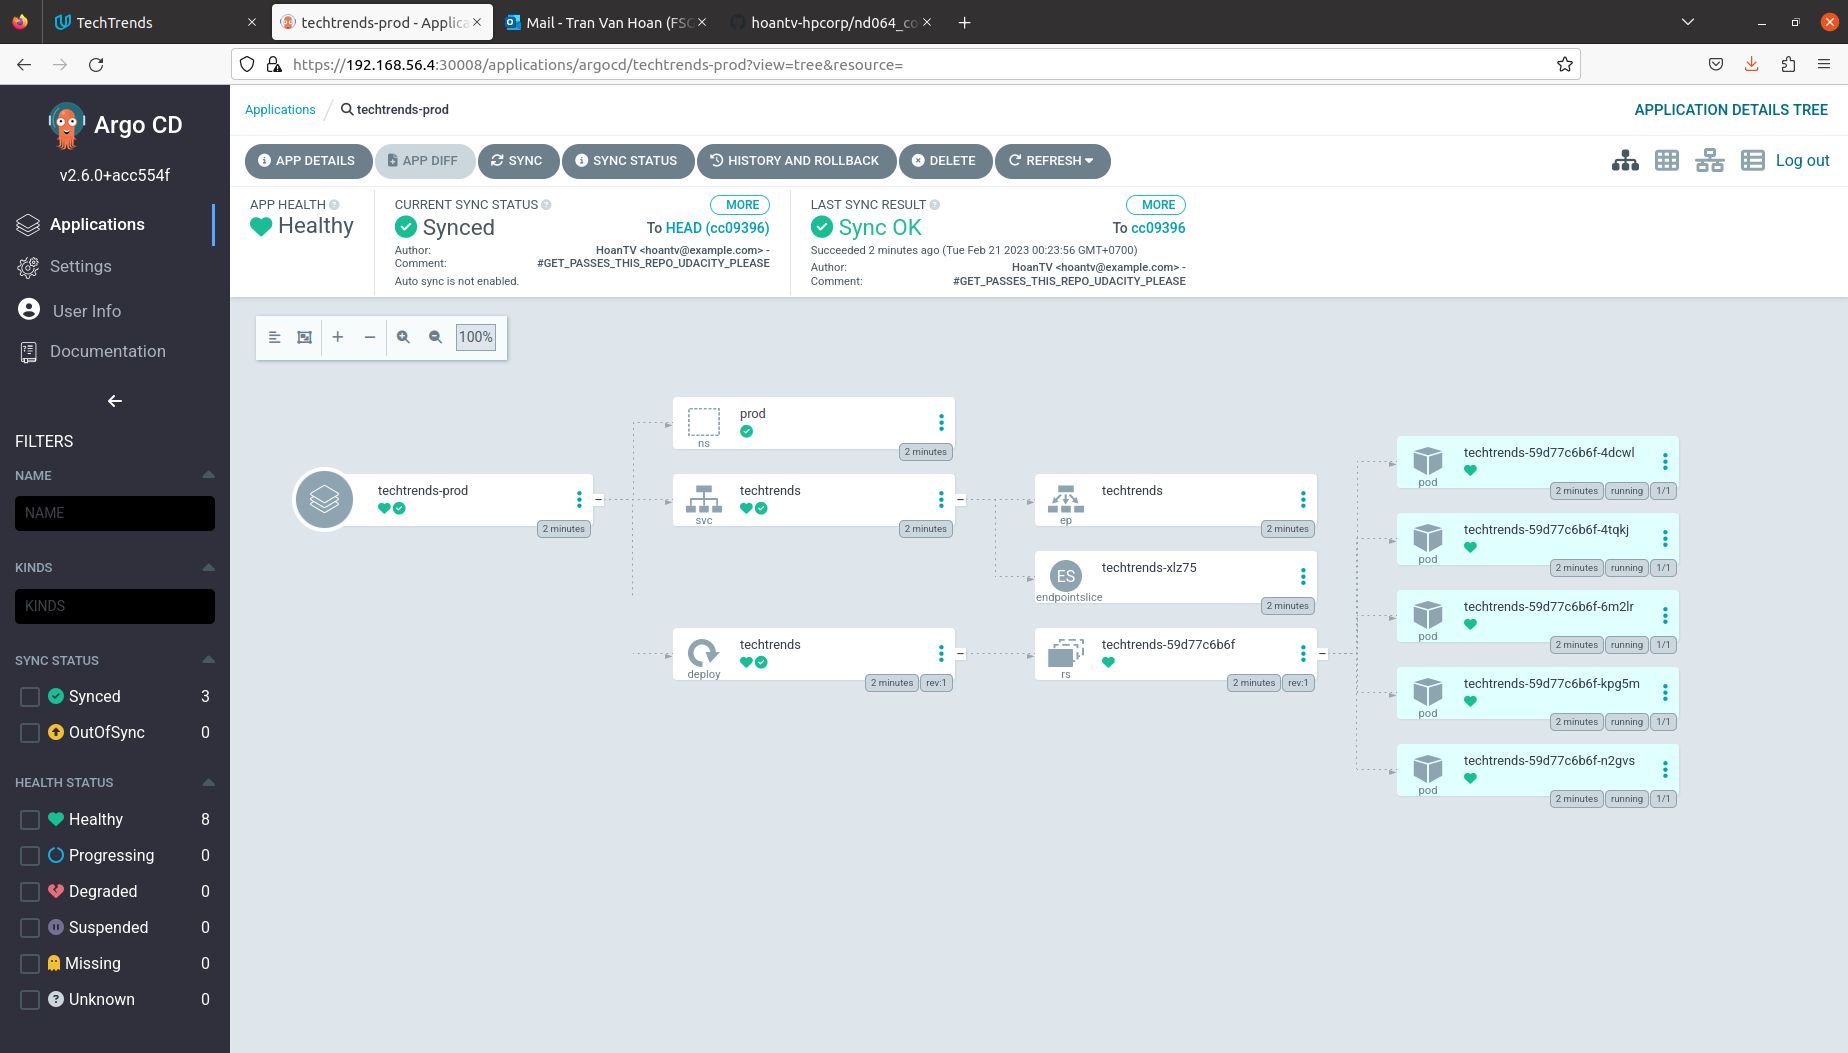 TechTrends
techtrends-prod - Applica
Mail - Tran Van Hoan (FSC
hoantv-hpcorp/nd064_co
https://192.168.56.4:30008/applications/argocd/techtrends-prod?view=tree&resource=
Argo CD
v2.6.0+acc554f
Applications
Settings
User Info
Documentation
FILTERS
NAME
NAME
KINDS
KINDS
SYNC STATUS
Synced 3
OutOfSync 0
HEALTH STATUS
Healthy 8
Progressing 0
Degraded 0
Suspended 0
Missing 0
Unknown 0
Applications techtrends-prod
APPLICATION DETAILS TREE
APP DETAILS APP DIFF SYNC SYNC STATUS HISTORY AND ROLLBACK DELETE REFRESH
Log out
APP HEALTH
Healthy
CURRENT SYNC STATUS MORE
Synced To HEAD (cc09396)
Author: HoanTV <hoantv@example.com> -
Comment: #GET_PASSES_THIS_REPO_UDACITY_PLEASE
Auto sync is not enabled.
LAST SYNC RESULT MORE
Sync OK To cc09396
Succeeded 2 minutes ago (Tue Feb 21 2023 00:23:56 GMT+0700)
Author: HoanTV <hoantv@example.com> -
Comment: #GET_PASSES_THIS_REPO_UDACITY_PLEASE
100%
techtrends-prod
2 minutes
prod
ns
2 minutes
techtrends
svc
2 minutes
techtrends
deploy
2 minutes rev:1
techtrends
ep
2 minutes
ES
techtrends-xlz75
endpointslice
2 minutes
techtrends-59d77c6b6f
rs
2 minutes rev:1
techtrends-59d77c6b6f-4dcwl
pod
2 minutes running 1/1
techtrends-59d77c6b6f-4tqkj
pod
2 minutes running 1/1
techtrends-59d77c6b6f-6m2lr
pod
2 minutes running 1/1
techtrends-59d77c6b6f-kpg5m
pod
2 minutes running 1/1
techtrends-59d77c6b6f-n2gvs
pod
2 minutes running 1/1